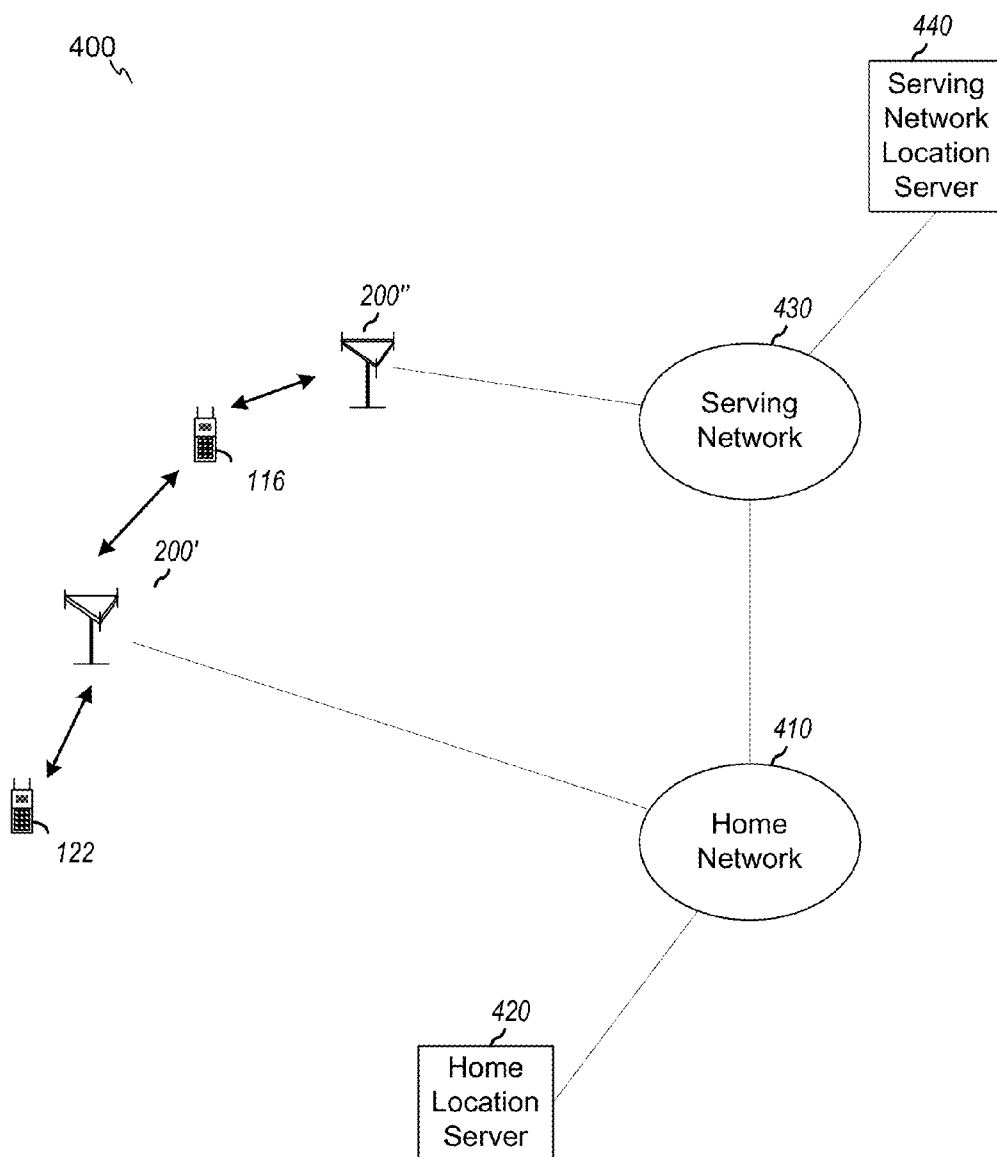 400
440
Serving
Network
Location
Server
200"
430
Serving
Network
116
200'
410
Home
Network
122
420
Home
Location
Server